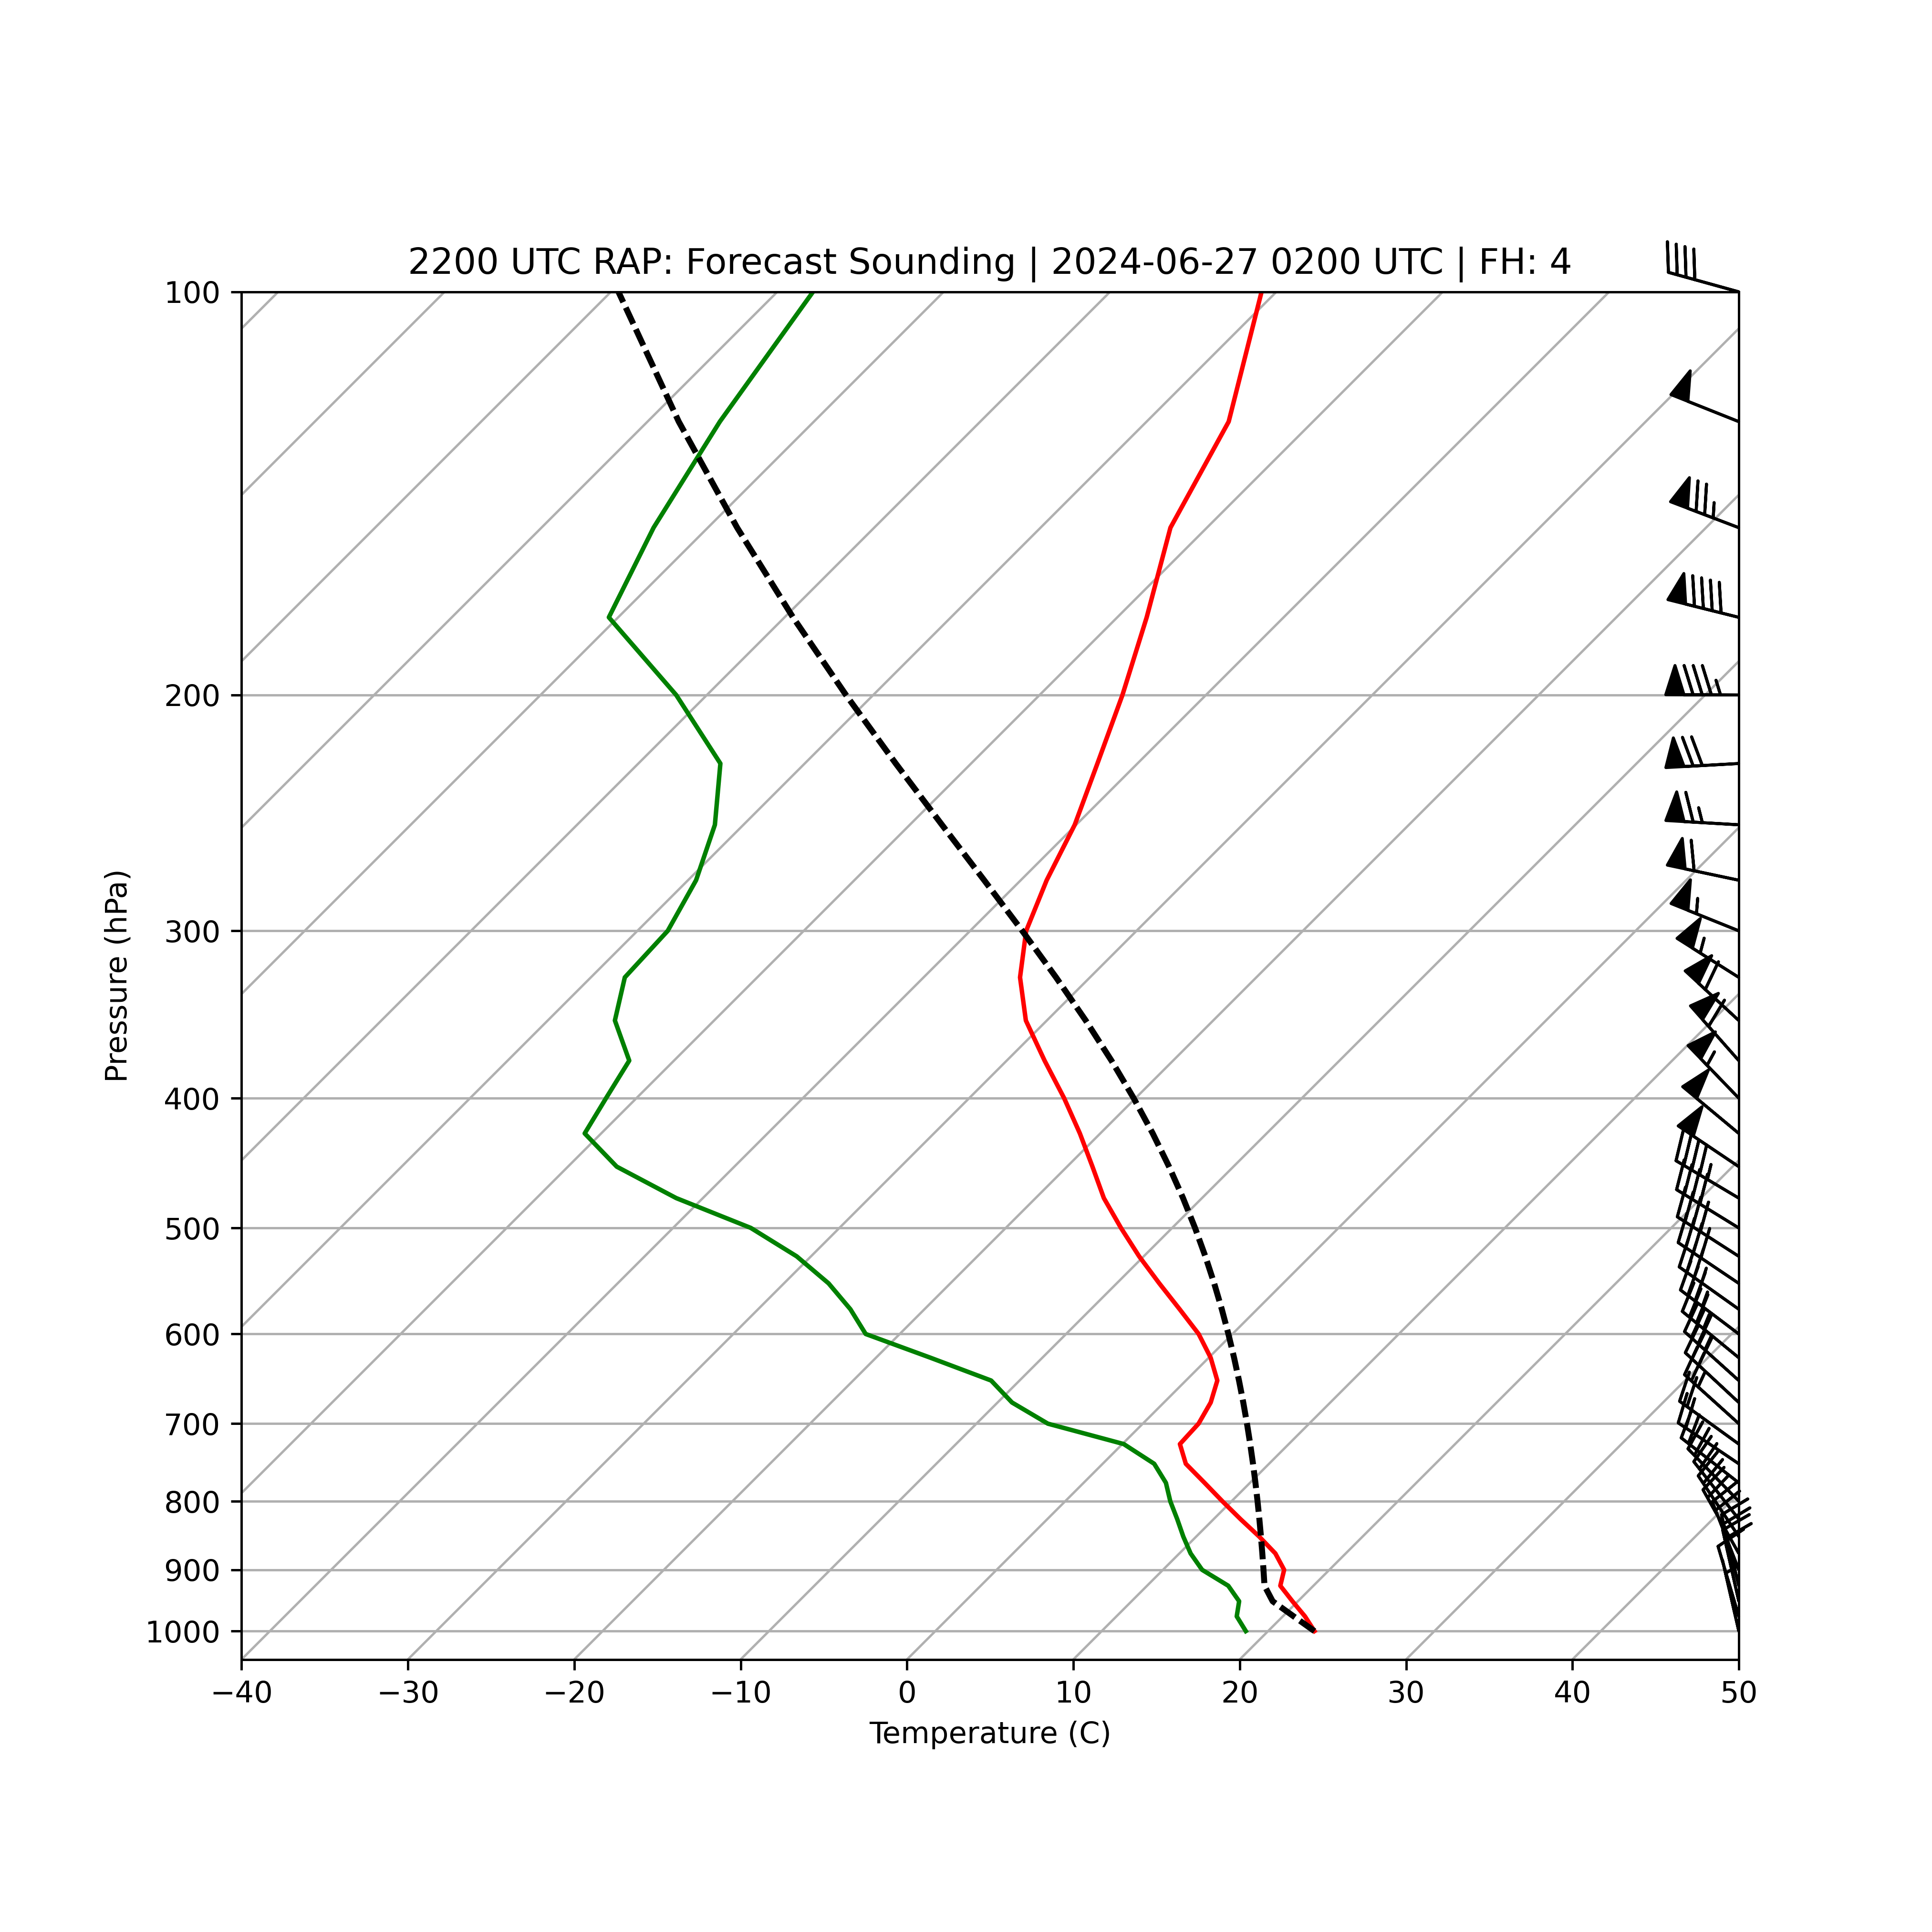 2200 UTC RAP: Forecast Sounding | 2024-06-27 0200 UTC | FH: 4
100
200
300
400
500
600
700
800
900
1000
Pressure (hPa)
−40 −30 −20 −10 0 10 20 30 40 50
Temperature (C)